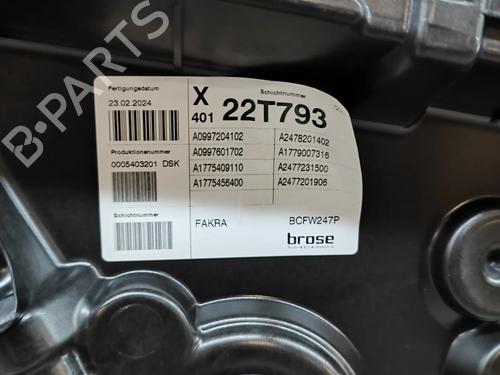 Fertigungsdatum
23.02.2024
Produktionsnummer
0005403201 DSK
Schichtnummer
X
401
Schichtnummer
22T793
A0997204102 A2478201402
A0997601702 A1779007316
A1775409110 A2477231500
A1775456400 A2477201906
FAKRA BCFW247P
brose
B-PARTS